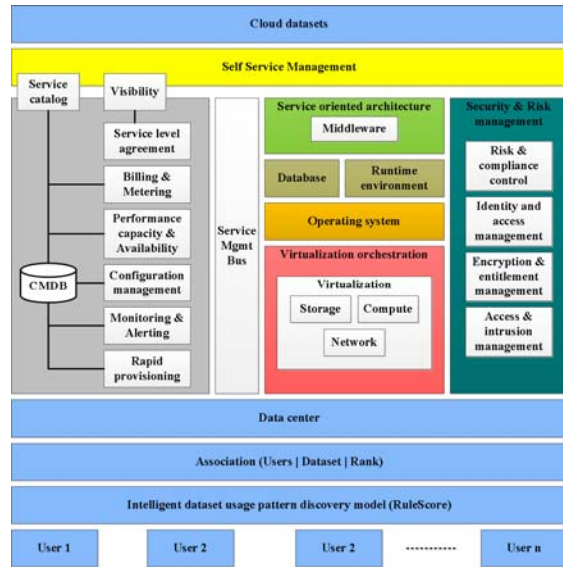 Cloud datasets
Self Service Management
Service
catalog
Visibility
Service level
agreement
Billing &
Metering
Performance
capacity &
Availability
CMDB
Configuration
management
Monitoring &
Alerting
Rapid
provisioning
Service
Mgmt
Bus
Service oriented architecture
Middleware
Database
Runtime
environment
Operating system
Virtualization orchestration
Virtualization
Storage
Compute
Network
Security & Risk
management
Risk &
compliance
control
Identity and
access
management
Encryption &
entitlement
management
Access &
intrusion
management
Data center
Association (Users | Dataset | Rank)
Intelligent dataset usage pattern discovery model (RuleScore)
User 1
User 2
User 2
User n